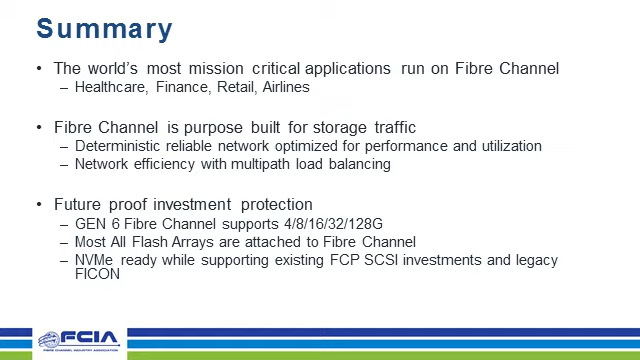 Summary
• The world's most mission critical applications run on Fibre Channel
– Healthcare, Finance, Retail, Airlines
• Fibre Channel is purpose built for storage traffic
– Deterministic reliable network optimized for performance and utilization
– Network efficiency with multipath load balancing
• Future proof investment protection
– GEN 6 Fibre Channel supports 4/8/16/32/128G
– Most All Flash Arrays are attached to Fibre Channel
– NVMe ready while supporting existing FCP SCSI investments and legacy
FICON
FCIA
FIBRE CHANNEL INDUSTRY ASSOCIATION